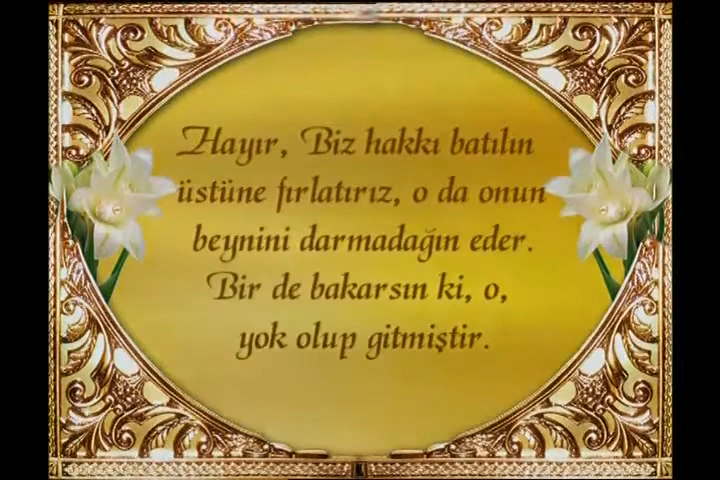 Hayır, Biz hakkı batılın
üstüne fırlatırız, o da onun
beynini darmadağın eder.
Bir de bakarsın ki, o,
yok olup gitmiştir.